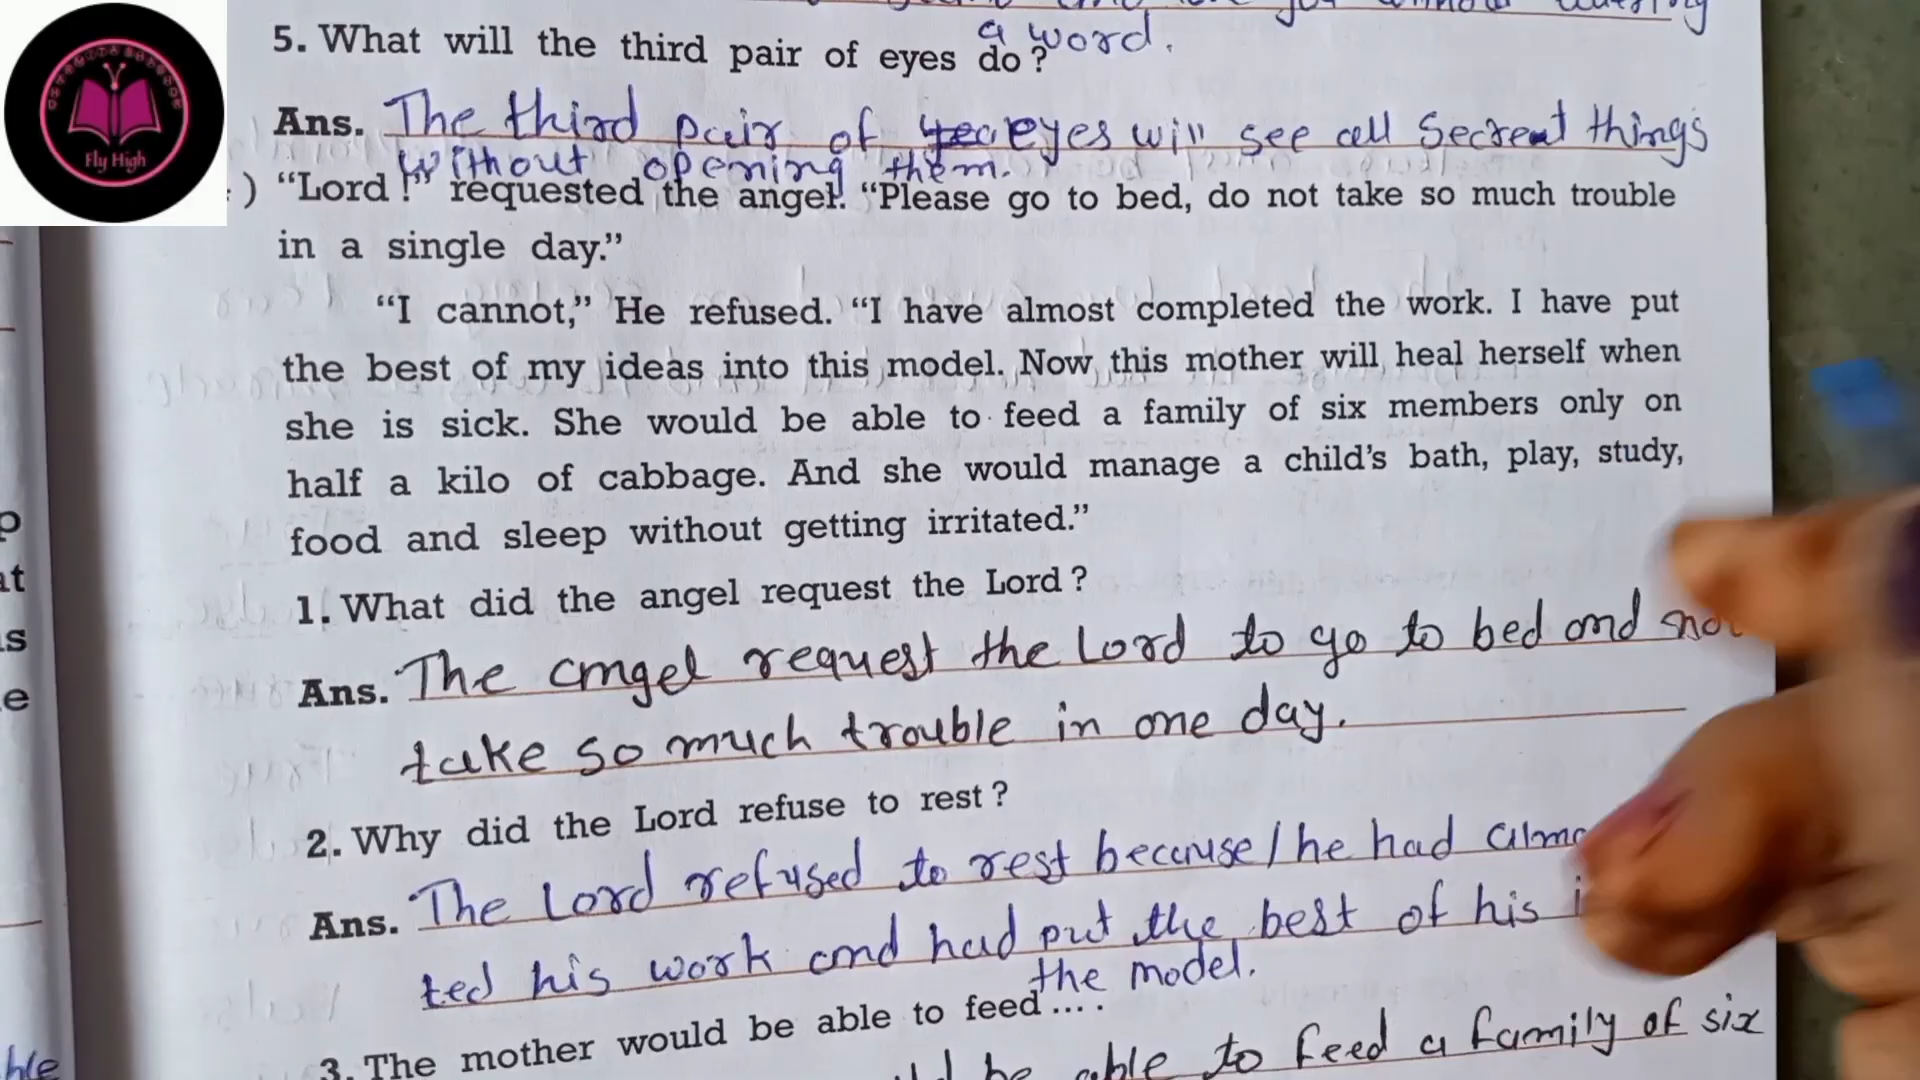 a word.
5. What will the third pair of eyes do ?
Ans. The third pair of eyes will see all Secreat things
without opening them.
) “Lord !” requested the angel. “Please go to bed, do not take so much trouble
in a single day.”
“I cannot,” He refused. “I have almost completed the work. I have put
the best of my ideas into this model. Now this mother will heal herself when
she is sick. She would be able to feed a family of six members only on
half a kilo of cabbage. And she would manage a child’s bath, play, study,
food and sleep without getting irritated.”
1. What did the angel request the Lord ?
Ans. The angel request the Lord to go to bed and
take so much trouble in one day.
2. Why did the Lord refuse to rest ?
Ans. The Lord refused to rest because / he had
ted his work and had put the best of his
the model.
3. The mother would be able to feed ....
be able to feed a family of six
Fly High